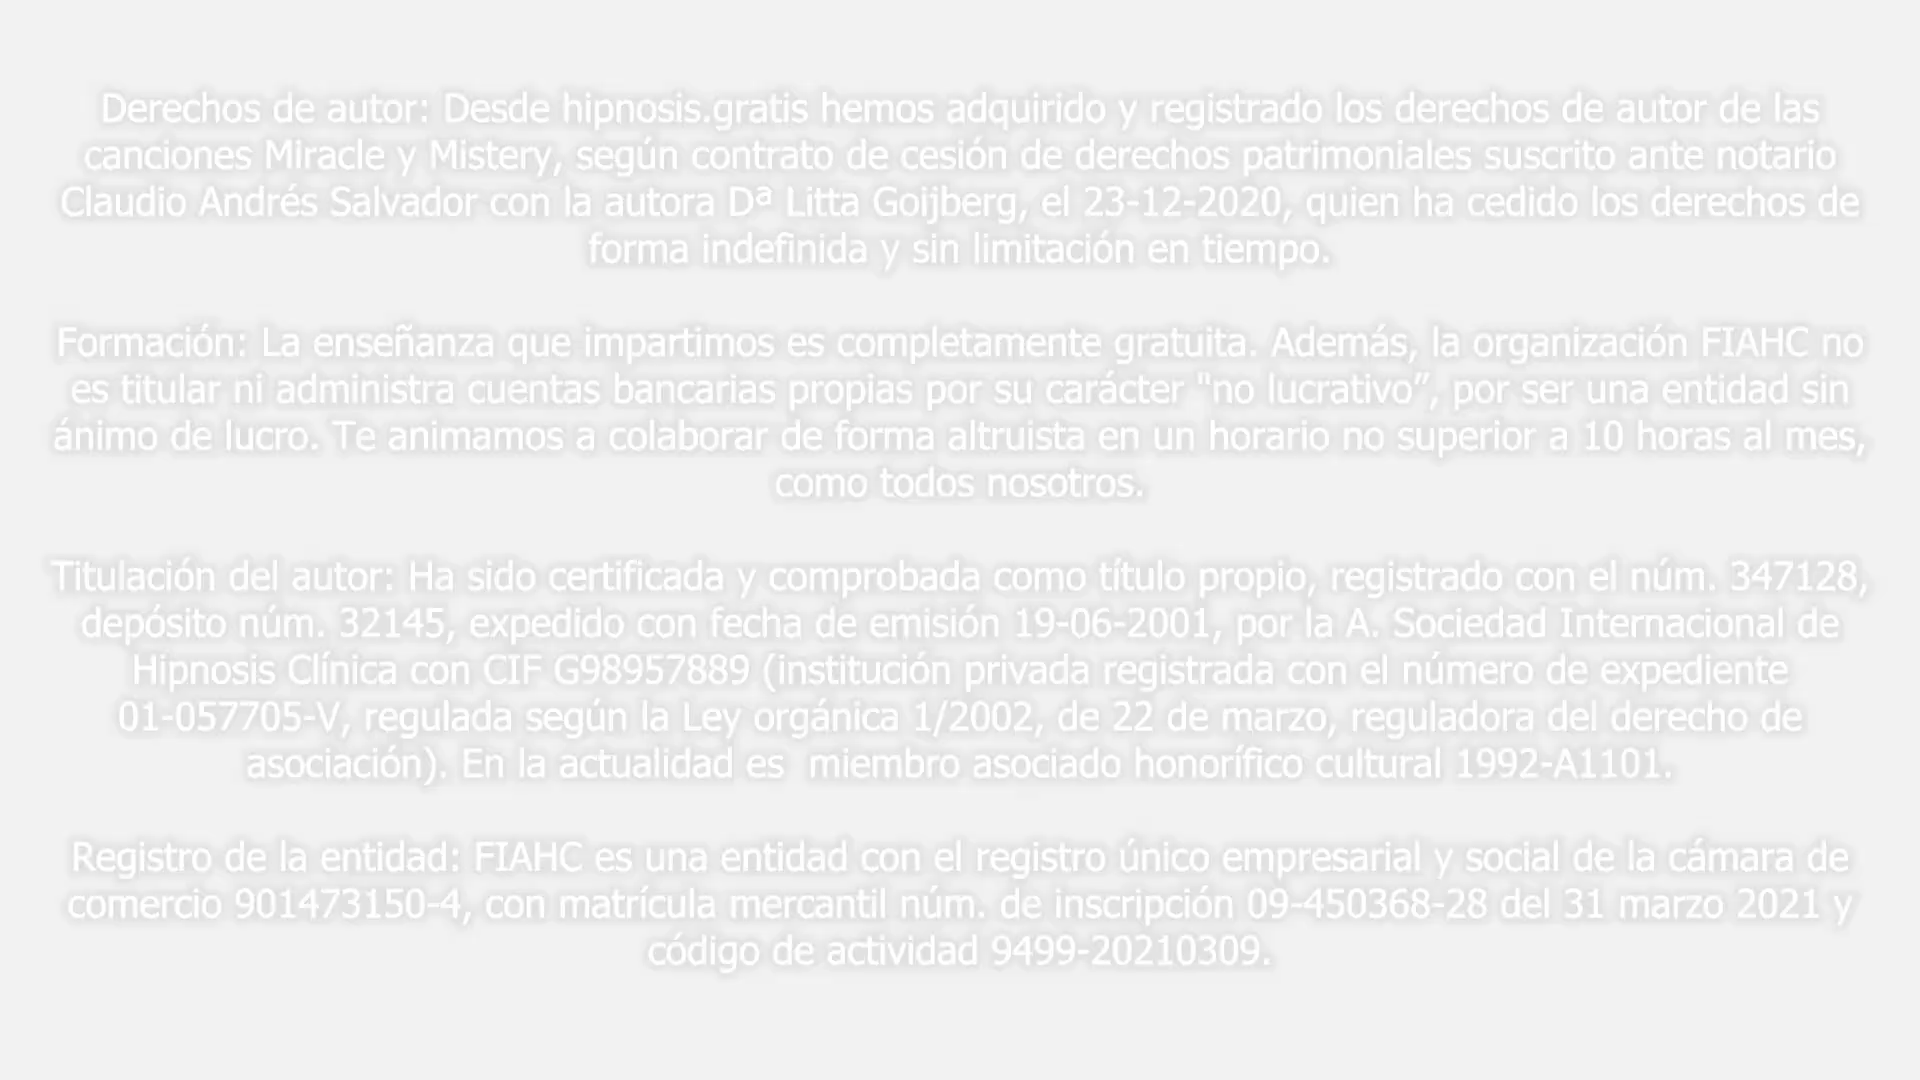 Derechos de autor: Desde hipnosis.gratis hemos adquirido y registrado los derechos de autor de las
canciones Miracle y Mistery, según contrato de cesión de derechos patrimoniales suscrito ante notario
Claudio Andrés Salvador con la autora Dª Litta Goijberg, el 23-12-2020, quien ha cedido los derechos de
forma indefinida y sin limitación en tiempo.
Formación: La enseñanza que impartimos es completamente gratuita. Además, la organización FIAHC no
es titular ni administra cuentas bancarias propias por su carácter "no lucrativo”, por ser una entidad sin
ánimo de lucro. Te animamos a colaborar de forma altruista en un horario no superior a 10 horas al mes,
como todos nosotros.
Titulación del autor: Ha sido certificada y comprobada como título propio, registrado con el núm. 347128,
depósito núm. 32145, expedido con fecha de emisión 19-06-2001, por la A. Sociedad Internacional de
Hipnosis Clínica con CIF G98957889 (institución privada registrada con el número de expediente
01-057705-V, regulada según la Ley orgánica 1/2002, de 22 de marzo, reguladora del derecho de
asociación). En la actualidad es  miembro asociado honorífico cultural 1992-A1101.
Registro de la entidad: FIAHC es una entidad con el registro único empresarial y social de la cámara de
comercio 901473150-4, con matrícula mercantil núm. de inscripción 09-450368-28 del 31 marzo 2021 y
código de actividad 9499-20210309.